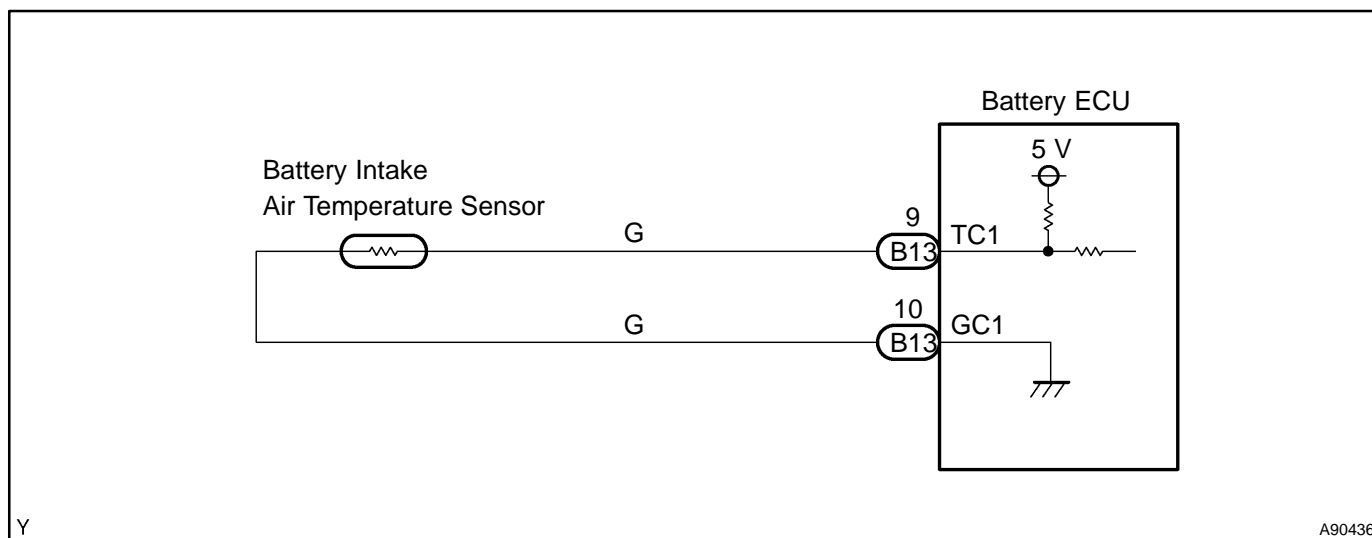 Battery ECU
5 V
Battery Intake
Air Temperature Sensor
G
9
B13
TC1
G
10
B13
GC1
Y
A90436